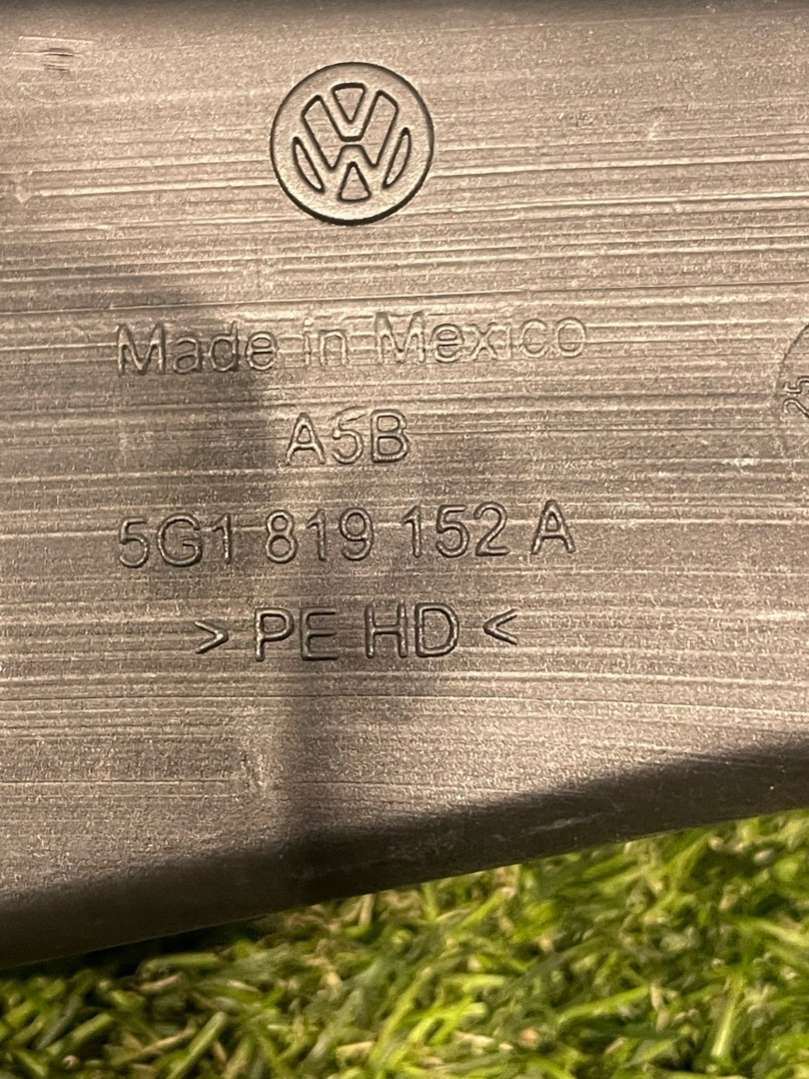 Made in Mexico
A5B
5G1 819 152 A
> PE HD <